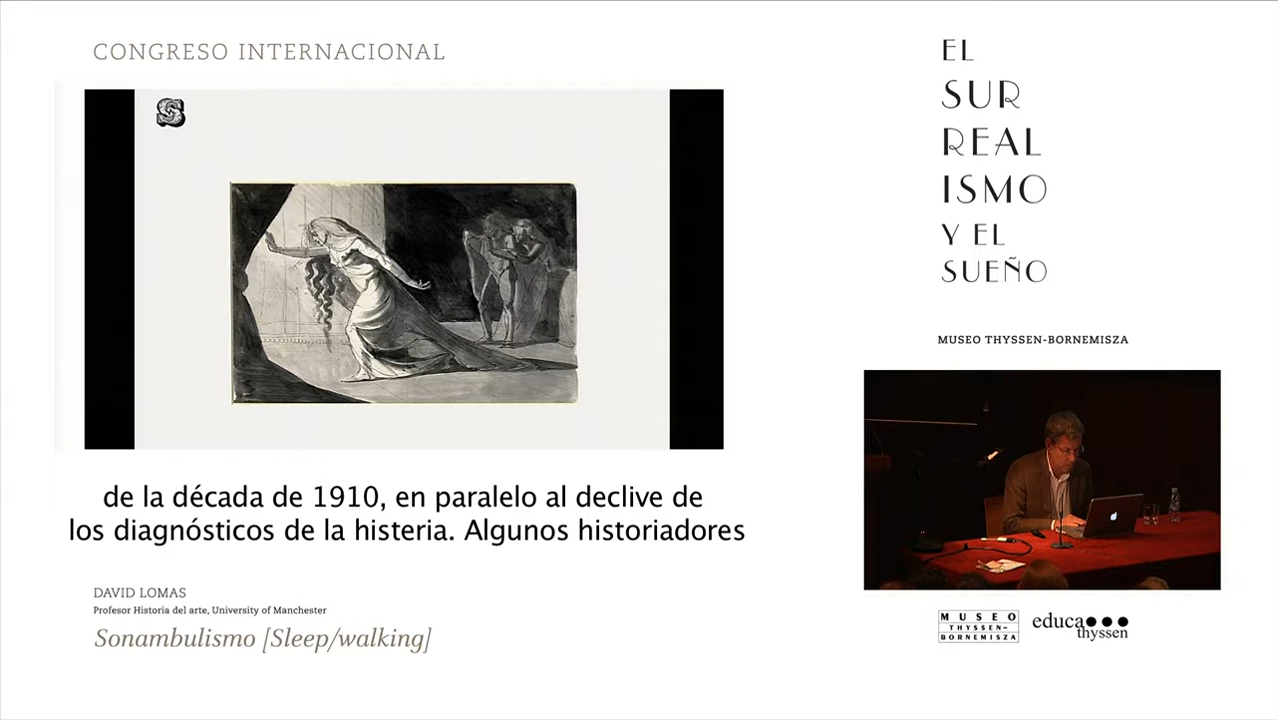 CONGRESO INTERNACIONAL
S
de la década de 1910, en paralelo al declive de
los diagnósticos de la histeria. Algunos historiadores
DAVID LOMAS
Profesor Historia del arte, University of Manchester
Sonambulismo [Sleep/walking]
EL
SUR
REAL
ISMO
Y EL
SUEÑO
MUSEO THYSSEN-BORNEMISZA
MUSEO
THYSSEN-
BORNEMISZA
educa
thyssen